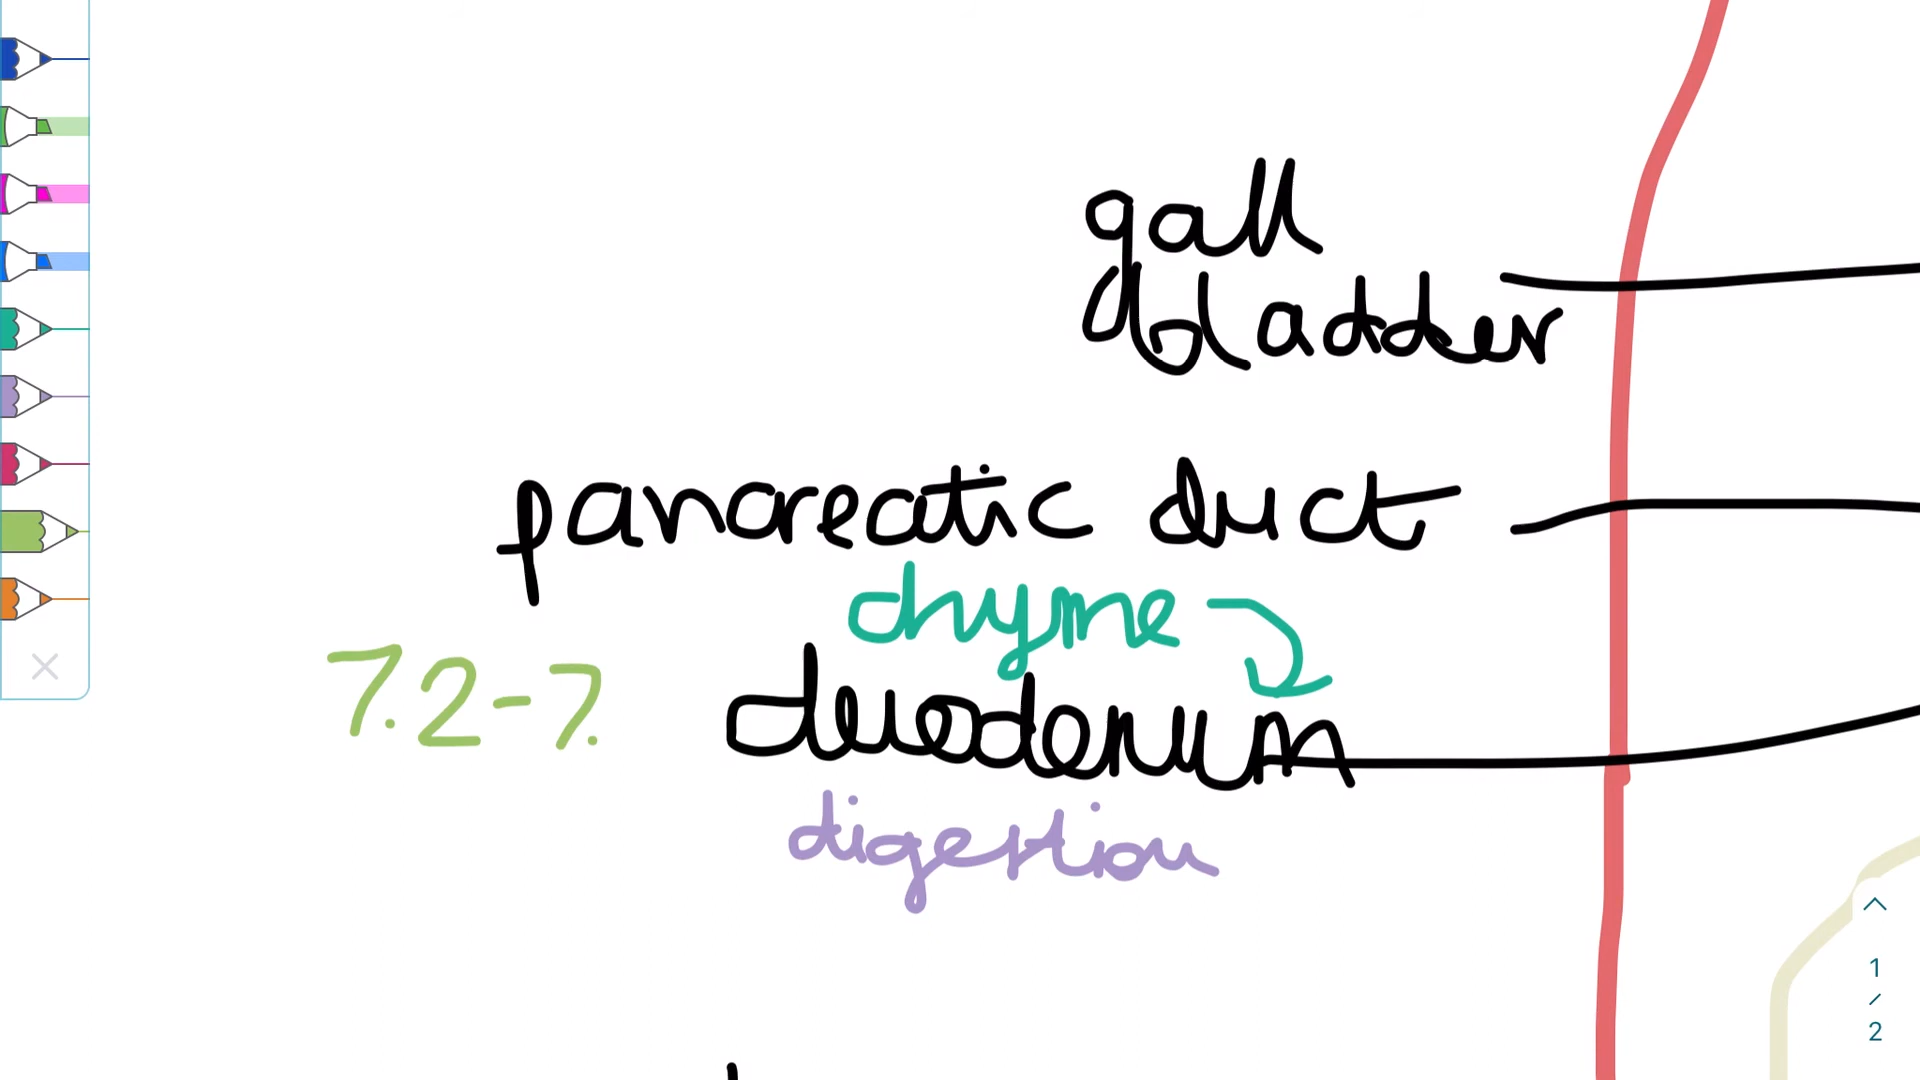 gall
bladder
pancreatic duct
chyme
7.2-7.
duodenum
digestion
1
/
2